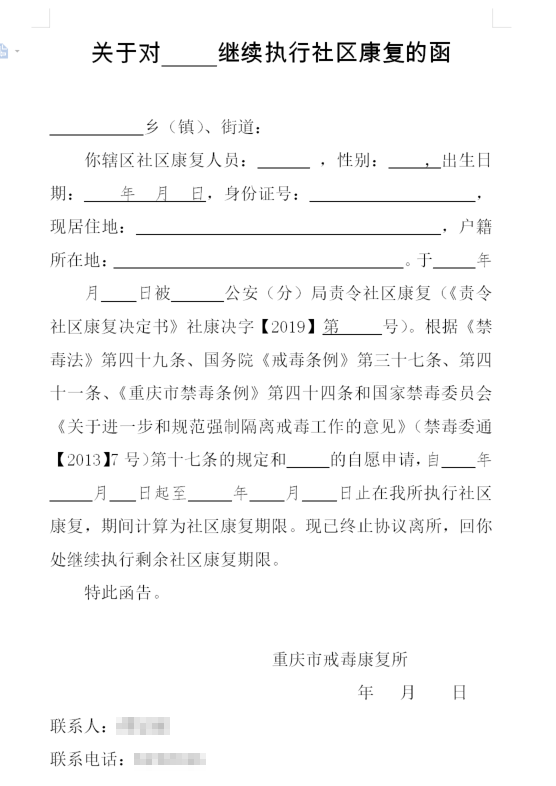 关于对_____继续执行社区康复的函
__________乡（镇）、街道：
你辖区社区康复人员：______，性别：____，出生日
期：____年__月__日，身份证号：__________________，
现居住地：________________________________，户籍
所在地：______________________________。于____年
月____日被______公安（分）局责令社区康复（《责令
社区康复决定书》社康决字【2019】第_____号）。根据《禁
毒法》第四十九条、国务院《戒毒条例》第三十七条、第四
十一条、《重庆市禁毒条例》第四十四条和国家禁毒委员会
《关于进一步和规范强制隔离戒毒工作的意见》（禁毒委通
【2013】7号）第十七条的规定和_____的自愿申请，自____年
_____月____日起至_____年____月____日止在我所执行社区
康复，期间计算为社区康复期限。现已终止协议离所，回你
处继续执行剩余社区康复期限。
特此函告。
重庆市戒毒康复所
年 月 日
联系人：
联系电话：